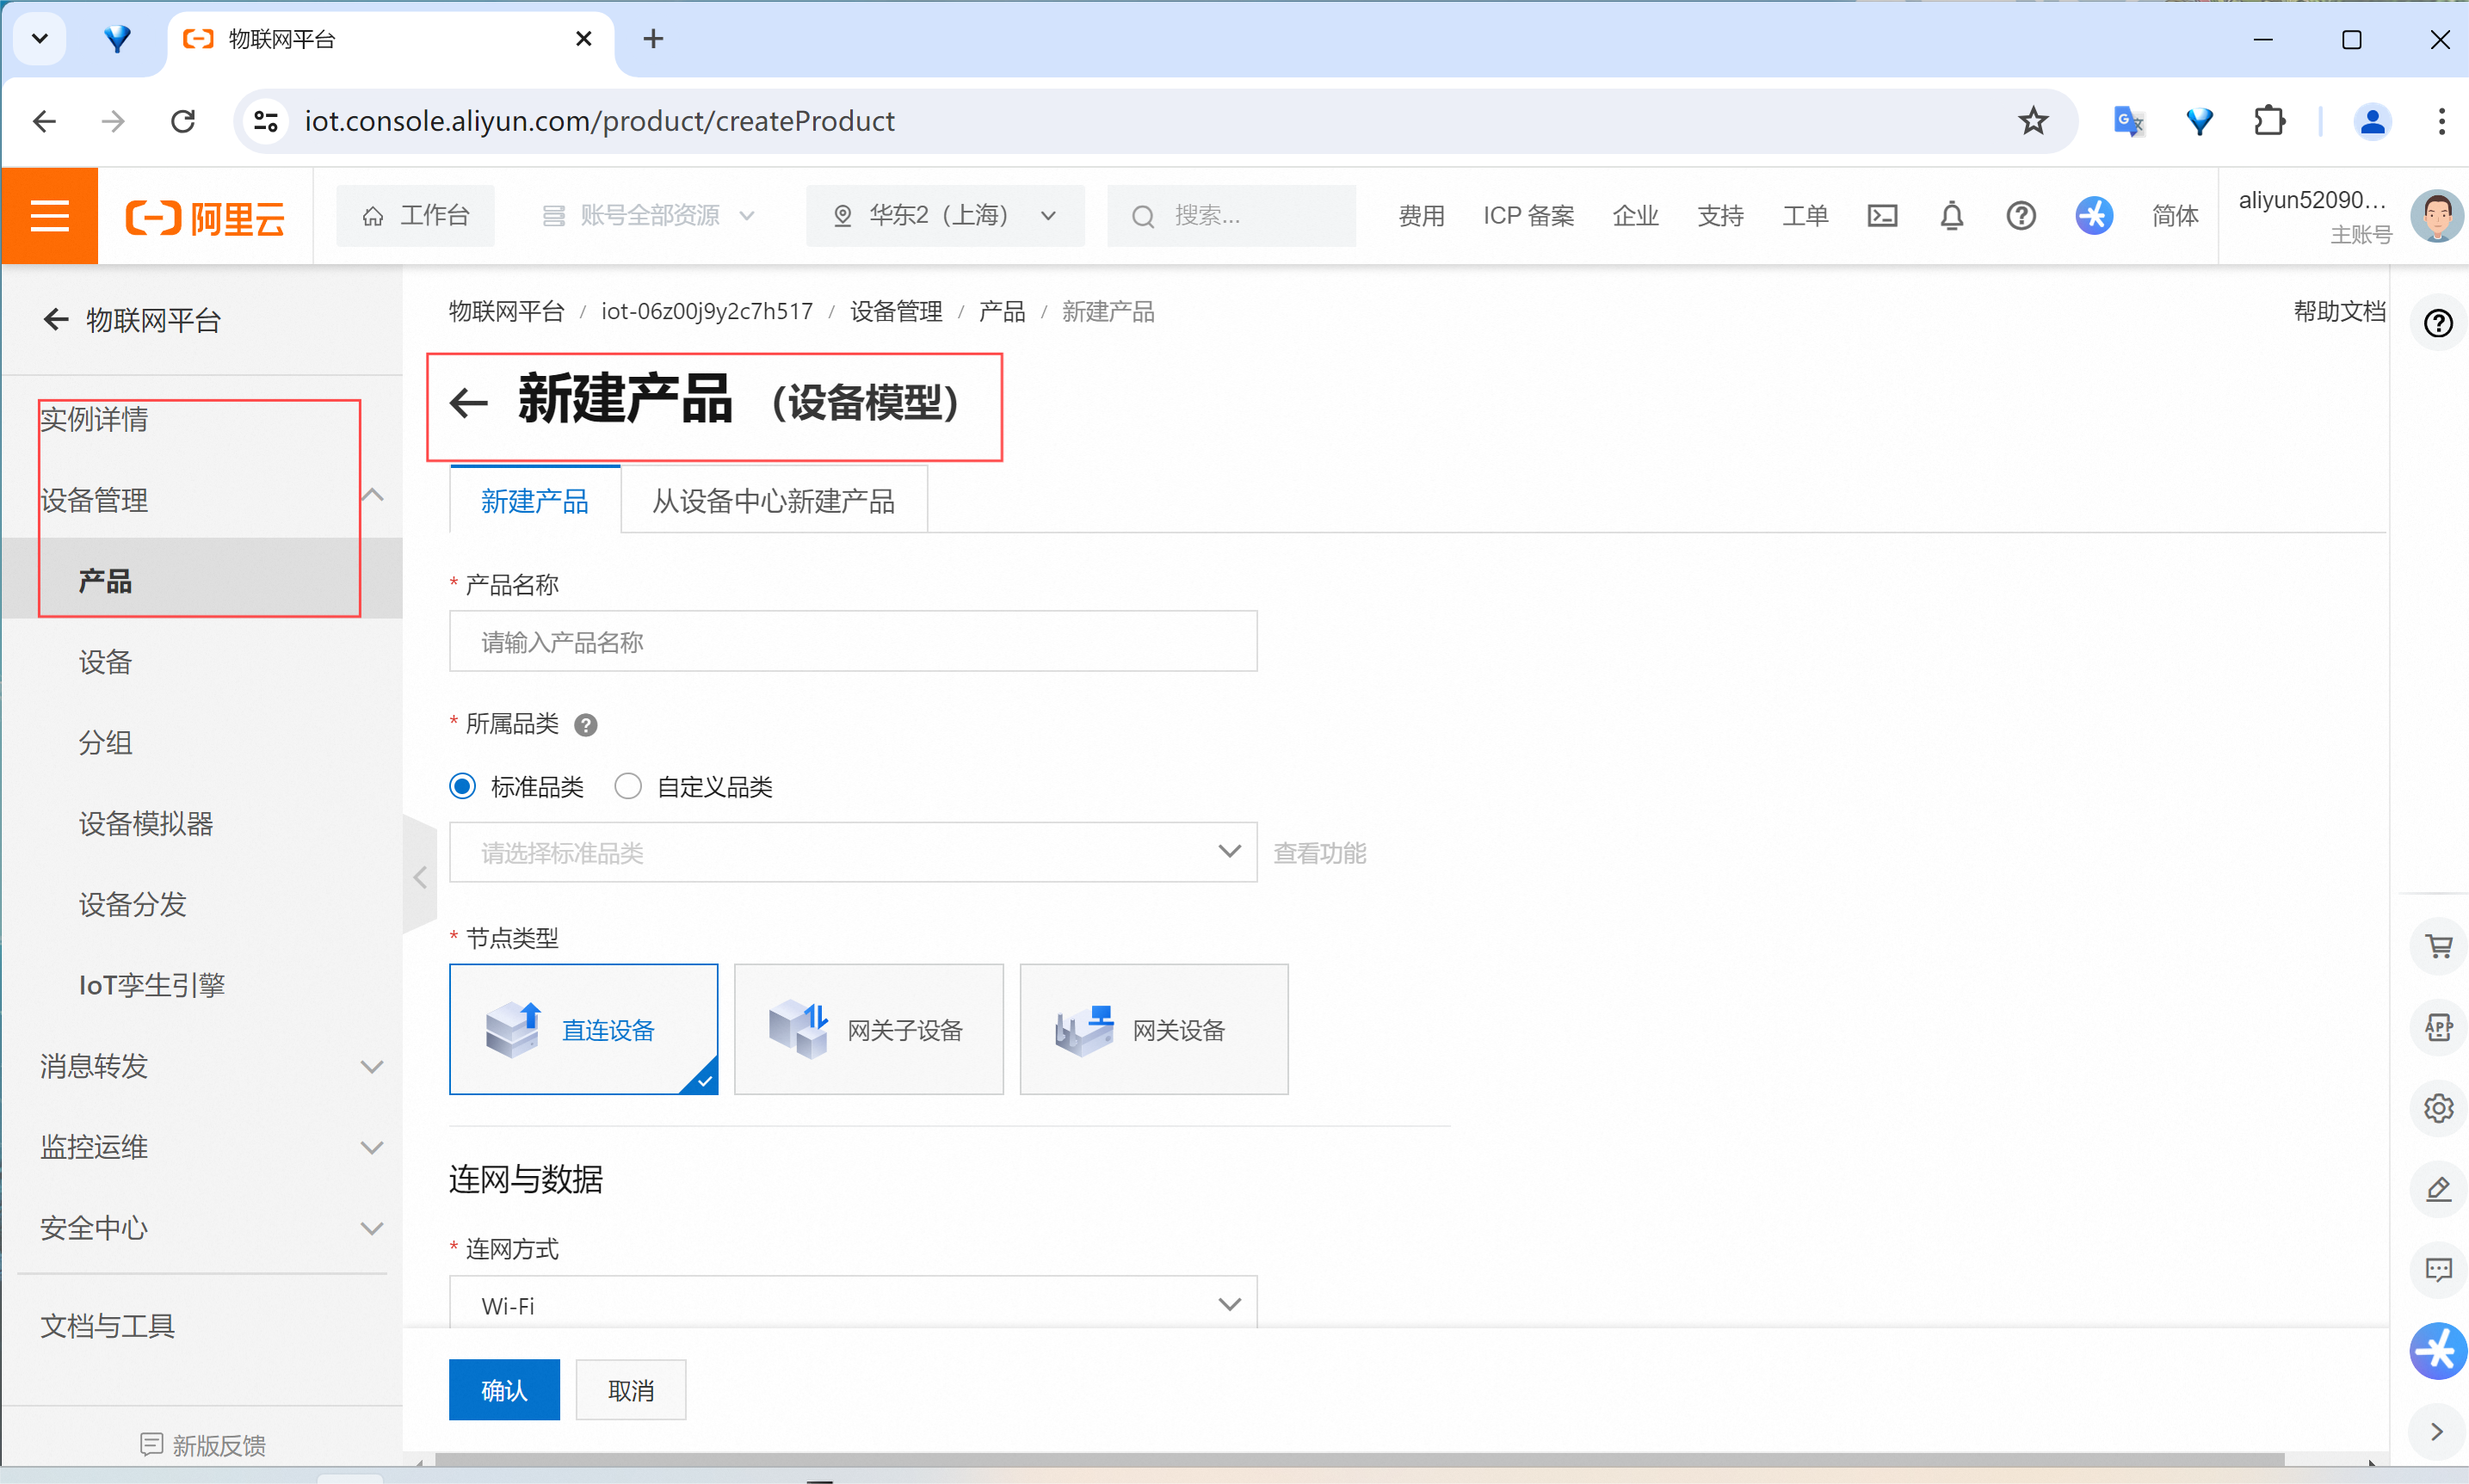 物联网平台
iot.console.aliyun.com/product/createProduct
阿里云
工作台
账号全部资源
华东2（上海）
搜索...
费用
ICP 备案
企业
支持
工单
简体
aliyun52090...
主账号
物联网平台
实例详情
设备管理
产品
设备
分组
设备模拟器
设备分发
IoT孪生引擎
消息转发
监控运维
安全中心
文档与工具
新版反馈
物联网平台 / iot-06z00j9y2c7h517 / 设备管理 / 产品 / 新建产品
帮助文档
新建产品 （设备模型）
新建产品
从设备中心新建产品
* 产品名称
请输入产品名称
* 所属品类
标准品类
自定义品类
请选择标准品类
查看功能
* 节点类型
直连设备
网关子设备
网关设备
连网与数据
* 连网方式
Wi-Fi
确认
取消
APP